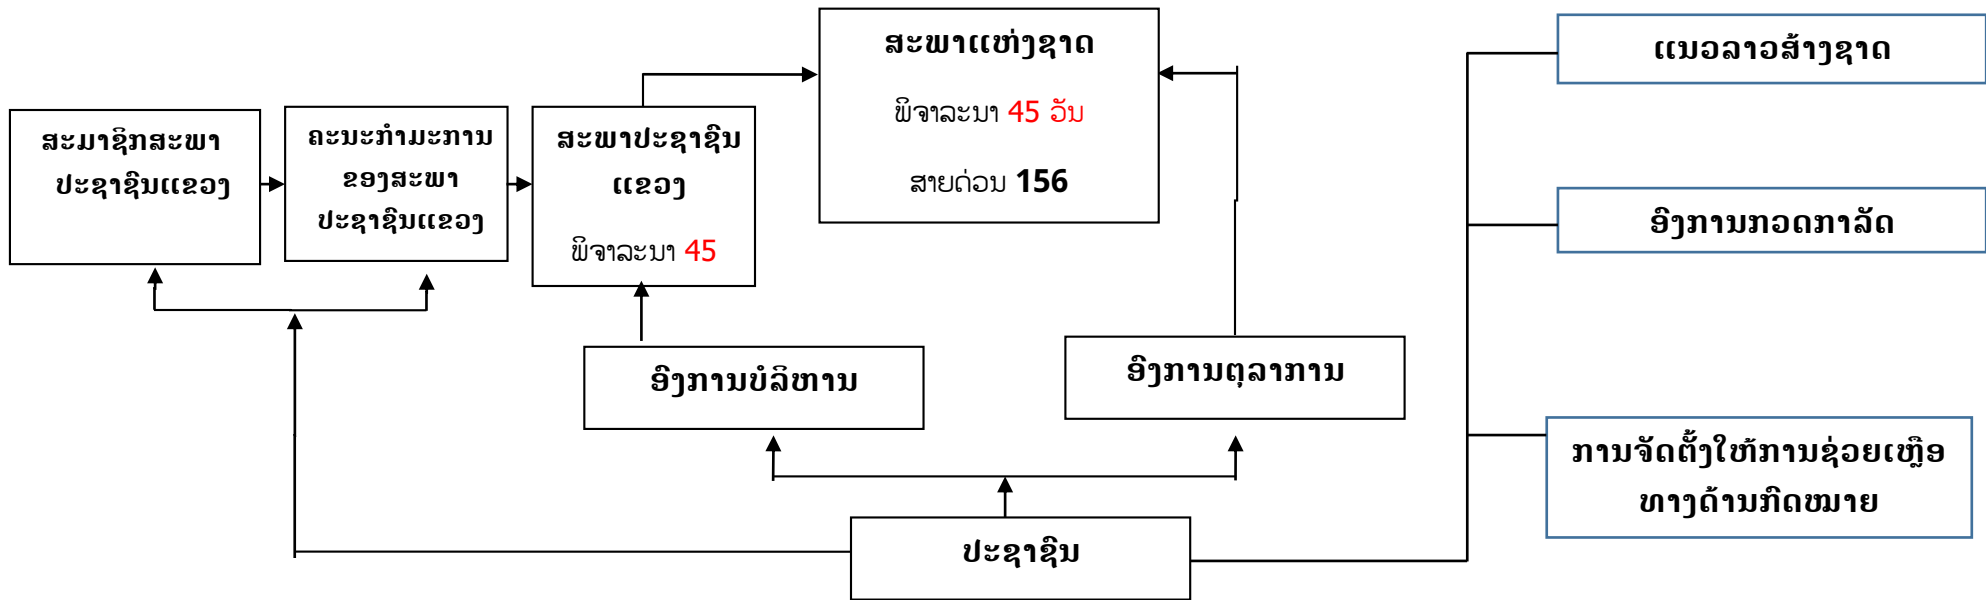 ສະພາແຫ່ງຊາດ
ພິຈາລະນາ 45 ວັນ
ສາຍດ່ວນ 156
ແນວລາວສ້າງຊາດ
ສະມາຊິກສະພາ
ປະຊາຊົນແຂວງ
ຄະນະກຳມະການ
ຂອງສະພາ
ປະຊາຊົນແຂວງ
ສະພາປະຊາຊົນ
ແຂວງ
ພິຈາລະນາ 45
ອົງການກວດກາລັດ
ອົງການບໍລິຫານ
ອົງການຕຸລາການ
ການຈັດຕັ້ງໃຫ້ການຊ່ວຍເຫຼືອ
ທາງດ້ານກົດໝາຍ
ປະຊາຊົນ